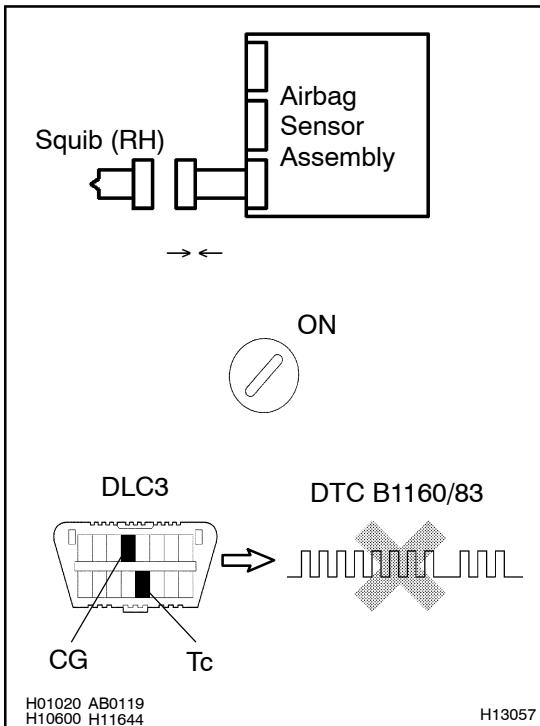 Airbag
Sensor
Assembly
Squib (RH)
ON
DLC3
DTC B1160/83
CG
Tc
H01020 AB0119
H10600 H11644
H13057